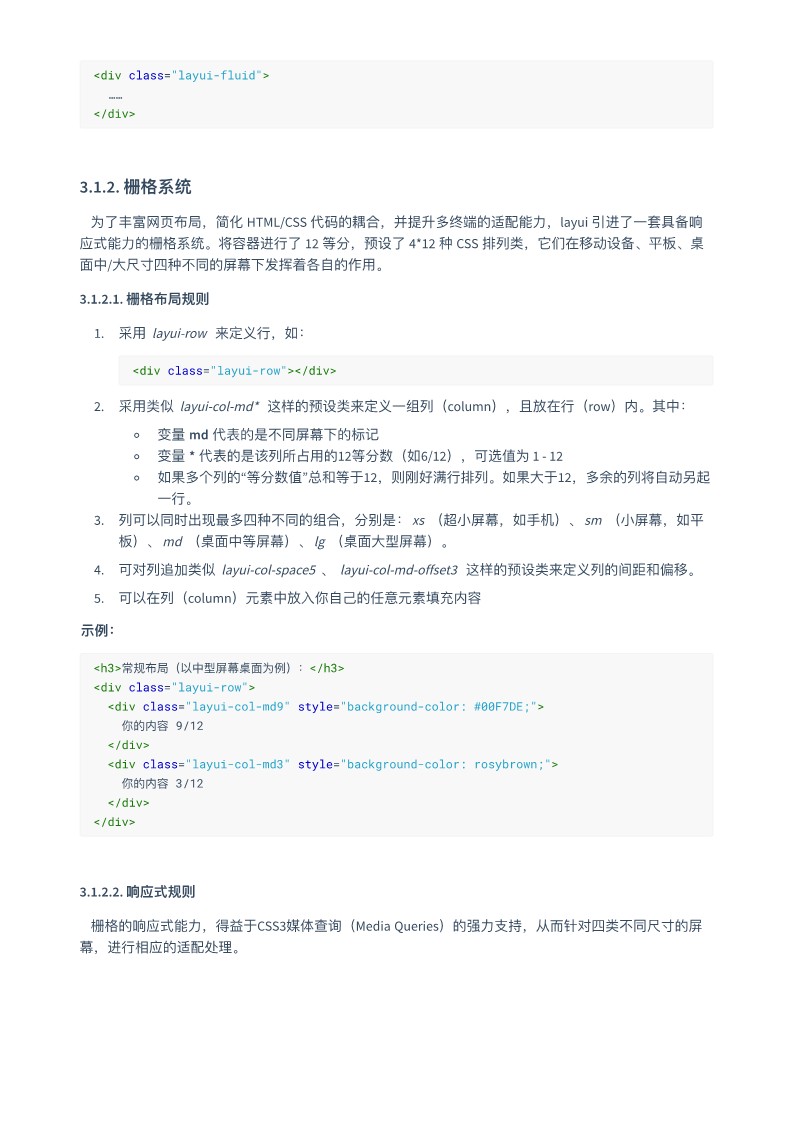 <div class="layui-fluid">
……
</div>
3.1.2. 栅格系统
为了丰富网页布局，简化 HTML/CSS 代码的耦合，并提升多终端的适配能力，layui 引进了一套具备响
应式能力的栅格系统。将容器进行了 12 等分，预设了 4*12 种 CSS 排列类，它们在移动设备、平板、桌
面中/大尺寸四种不同的屏幕下发挥着各自的作用。
3.1.2.1. 栅格布局规则
1. 采用 layui-row 来定义行，如：
<div class="layui-row"></div>
2. 采用类似 layui-col-md* 这样的预设类来定义一组列（column），且放在行（row）内。其中：
变量 md 代表的是不同屏幕下的标记
变量 * 代表的是该列所占用的12等分数（如6/12），可选值为 1 - 12
如果多个列的“等分数值”总和等于12，则刚好满行排列。如果大于12，多余的列将自动另起
一行。
3. 列可以同时出现最多四种不同的组合，分别是： xs （超小屏幕，如手机）、 sm （小屏幕，如平
板）、 md （桌面中等屏幕）、 lg （桌面大型屏幕）。
4. 可对列追加类似 layui-col-space5 、 layui-col-md-offset3 这样的预设类来定义列的间距和偏移。
5. 可以在列（column）元素中放入你自己的任意元素填充内容
示例：
<h3>常规布局（以中型屏幕桌面为例）：</h3>
<div class="layui-row">
<div class="layui-col-md9" style="background-color: #00F7DE;">
你的内容 9/12
</div>
<div class="layui-col-md3" style="background-color: rosybrown;">
你的内容 3/12
</div>
</div>
3.1.2.2. 响应式规则
栅格的响应式能力，得益于CSS3媒体查询（Media Queries）的强力支持，从而针对四类不同尺寸的屏
幕，进行相应的适配处理。